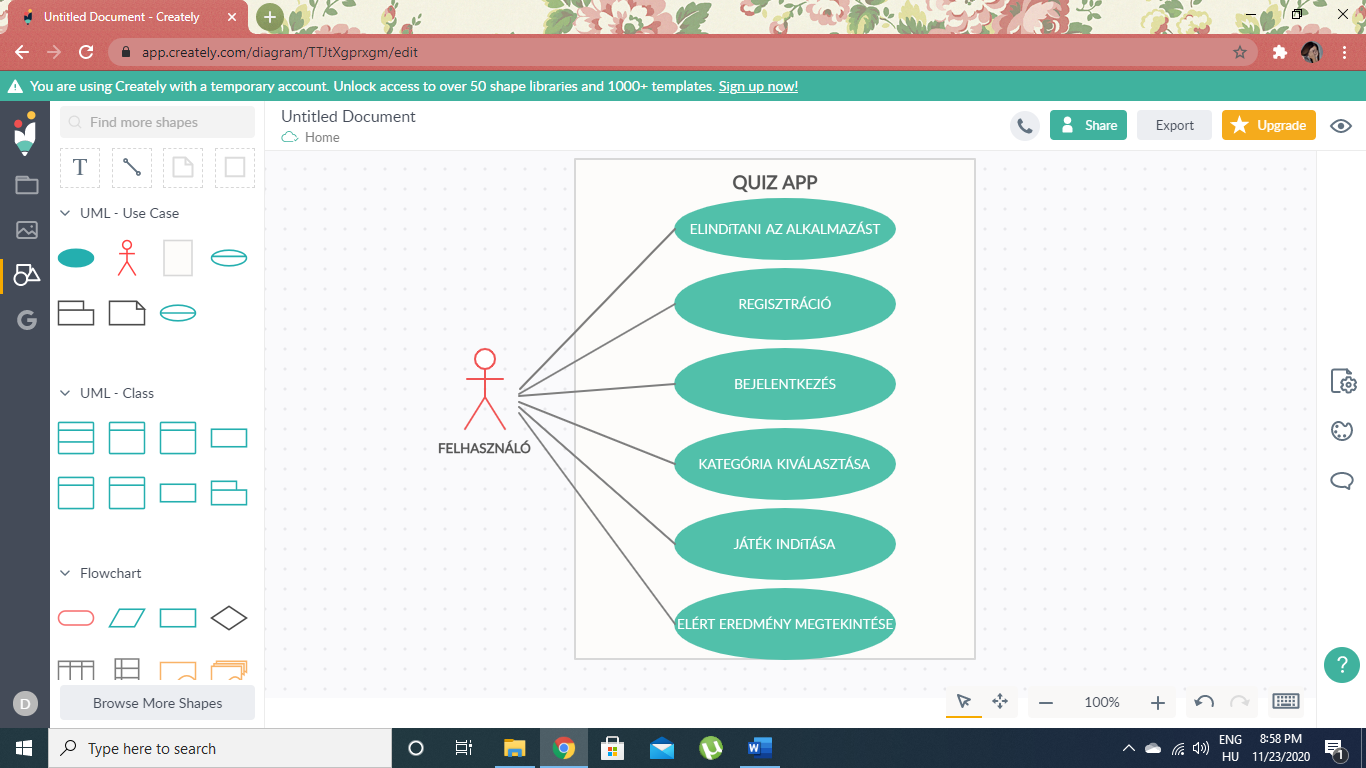 Untitled Document - Creately
app.creately.com/diagram/TTJtXgprxgm/edit
You are using Creately with a temporary account. Unlock access to over 50 shape libraries and 1000+ templates. Sign up now!
Find more shapes
Untitled Document
Home
Share
Export
Upgrade
T
UML - Use Case
UML - Class
Flowchart
Browse More Shapes
D
G
QUIZ APP
ELINDíTANI AZ ALKALMAZÁST
REGISZTRÁCIÓ
BEJELENTKEZÉS
KATEGÓRIA KIVÁLASZTÁSA
JÁTÉK INDíTÁSA
ELÉRT EREDMÉNY MEGTEKINTÉSE
FELHASZNÁLÓ
100%
?
Type here to search
W
ENG
HU
8:58 PM
11/23/2020
1